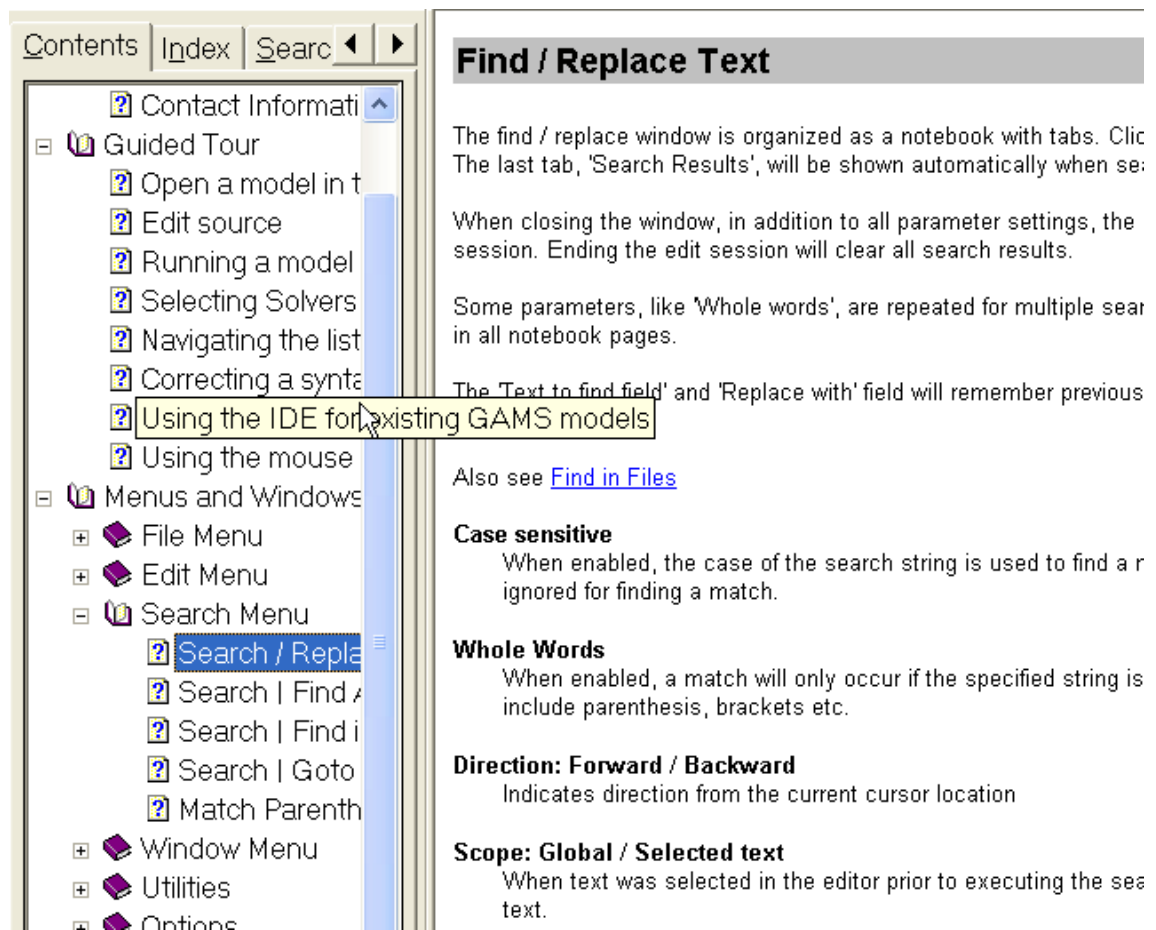 Contents
Index
Searc
Contact Informati
Guided Tour
Open a model in t
Edit source
Running a model
Selecting Solvers
Navigating the list
Correcting a synta
Using the IDE for existing GAMS models
Using the mouse
Menus and Windows
File Menu
Edit Menu
Search Menu
Search / Repla
Search | Find
Search | Find i
Search | Goto
Match Parenth
Window Menu
Utilities
Options
Find / Replace Text
The find / replace window is organized as a notebook with tabs. Clic
The last tab, 'Search Results', will be shown automatically when sea
When closing the window, in addition to all parameter settings, the
session. Ending the edit session will clear all search results.
Some parameters, like 'Whole words', are repeated for multiple sear
in all notebook pages.
The 'Text to find field' and 'Replace with' field will remember previous
Also see Find in Files
Case sensitive
When enabled, the case of the search string is used to find a
ignored for finding a match.
Whole Words
When enabled, a match will only occur if the specified string is
include parenthesis, brackets etc.
Direction: Forward / Backward
Indicates direction from the current cursor location
Scope: Global / Selected text
When text was selected in the editor prior to executing the sea
text.